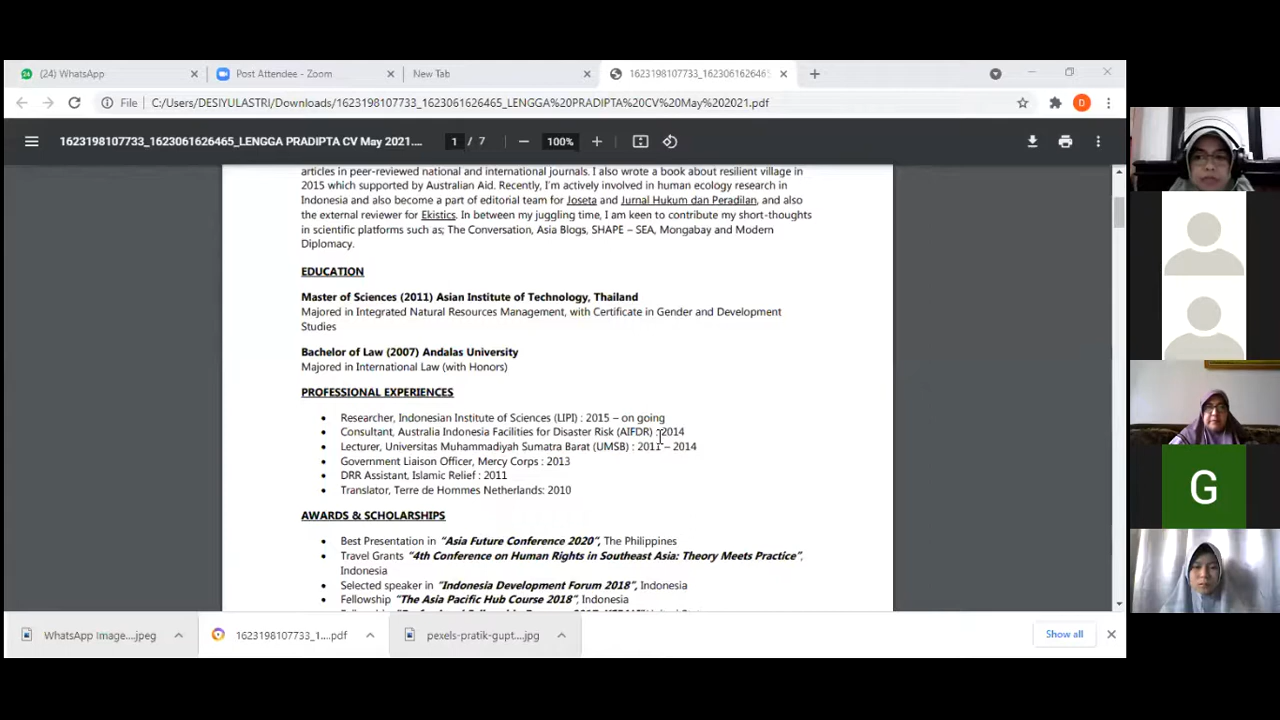 (24) WhatsApp
Post Attendee - Zoom
New Tab
1623198107733_1623061626465
File C:/Users/DESIYULASTRI/Downloads/1623198107733_1623061626465_LENGGA%20PRADIPTA%20CV%20May%202021.pdf
D
1623198107733_1623061626465_LENGGA PRADIPTA CV May 2021....
1 / 7
100%
articles in peer-reviewed national and international journals. I also wrote a book about resilient village in
2015 which supported by Australian Aid. Recently, I'm actively involved in human ecology research in
Indonesia and also become a part of editorial team for Joseta and Jurnal Hukum dan Peradilan, and also
the external reviewer for Ekistics. In between my juggling time, I am keen to contribute my short-thoughts
in scientific platforms such as; The Conversation, Asia Blogs, SHAPE – SEA, Mongabay and Modern
Diplomacy.
EDUCATION
Master of Sciences (2011) Asian Institute of Technology, Thailand
Majored in Integrated Natural Resources Management, with Certificate in Gender and Development
Studies
Bachelor of Law (2007) Andalas University
Majored in International Law (with Honors)
PROFESSIONAL EXPERIENCES
• Researcher, Indonesian Institute of Sciences (LIPI) : 2015 – on going
• Consultant, Australia Indonesia Facilities for Disaster Risk (AIFDR) : 2014
• Lecturer, Universitas Muhammadiyah Sumatra Barat (UMSB) : 2011 – 2014
• Government Liaison Officer, Mercy Corps : 2013
• DRR Assistant, Islamic Relief : 2011
• Translator, Terre de Hommes Netherlands: 2010
AWARDS & SCHOLARSHIPS
• Best Presentation in "Asia Future Conference 2020", The Philippines
• Travel Grants "4th Conference on Human Rights in Southeast Asia: Theory Meets Practice",
Indonesia
• Selected speaker in "Indonesia Development Forum 2018", Indonesia
• Fellowship "The Asia Pacific Hub Course 2018", Indonesia
WhatsApp Image....jpeg
1623198107733_1....pdf
pexels-pratik-gupt....jpg
Show all
G